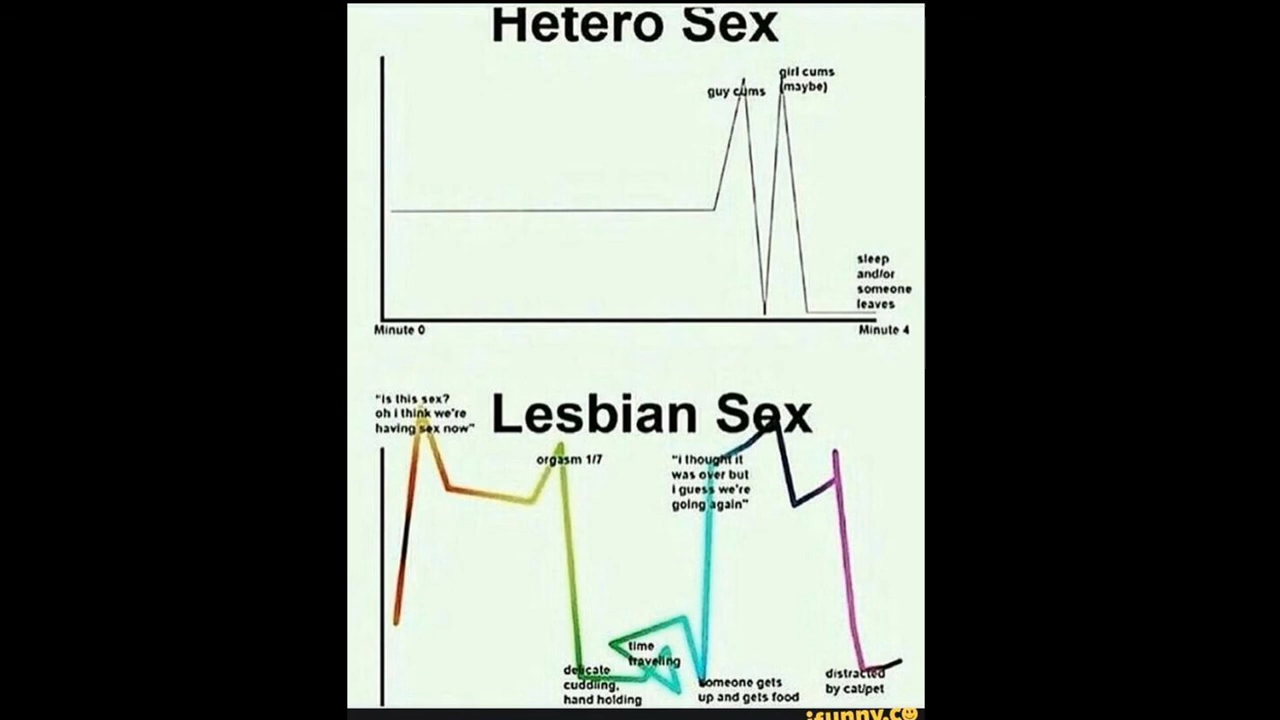 Hetero Sex
girl cums
(maybe)
guy cums
sleep
and/or
someone
leaves
Minute 0
Minute 4
"is this sex?
oh i think we're
having sex now"
Lesbian Sex
orgasm 1/7
"i thought it
was over but
i guess we're
going again"
time
traveling
delicate
cuddling,
hand holding
someone gets
up and gets food
distracted
by cat/pet
ifunny.co